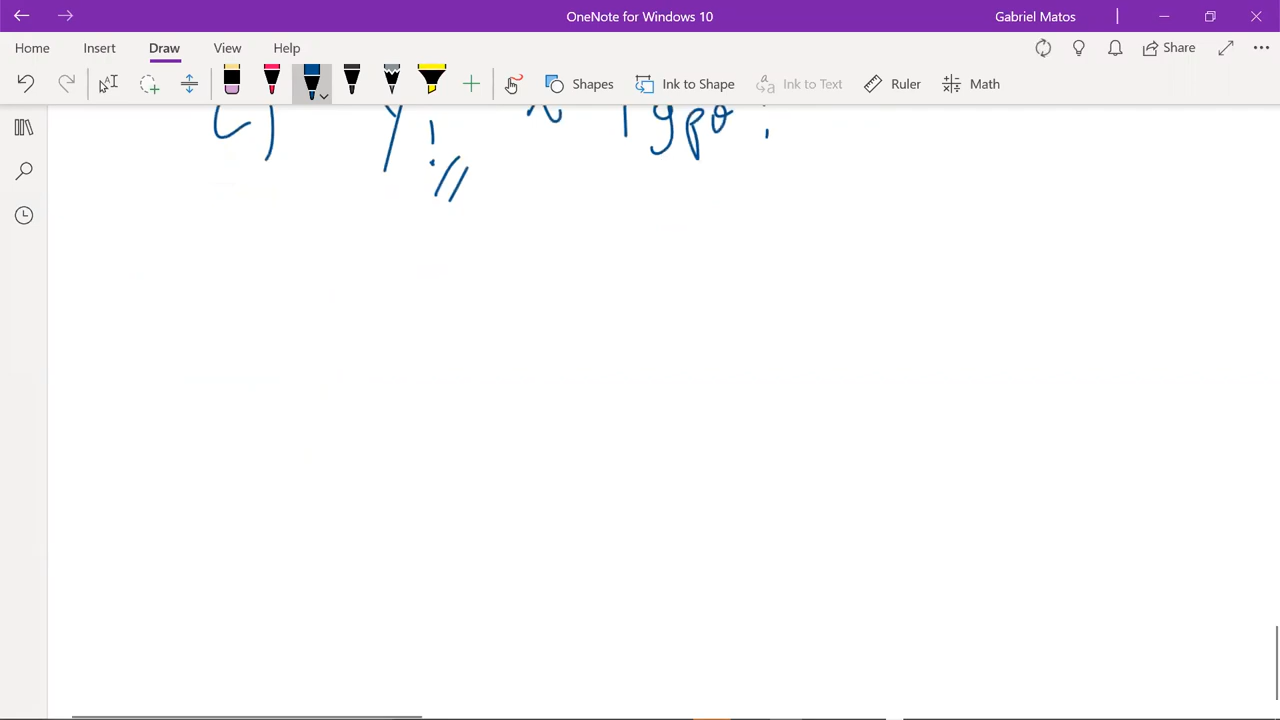 OneNote for Windows 10
Gabriel Matos
Home Insert Draw View Help
Share
Shapes Ink to Shape Ink to Text Ruler Math
c) y! Typo!